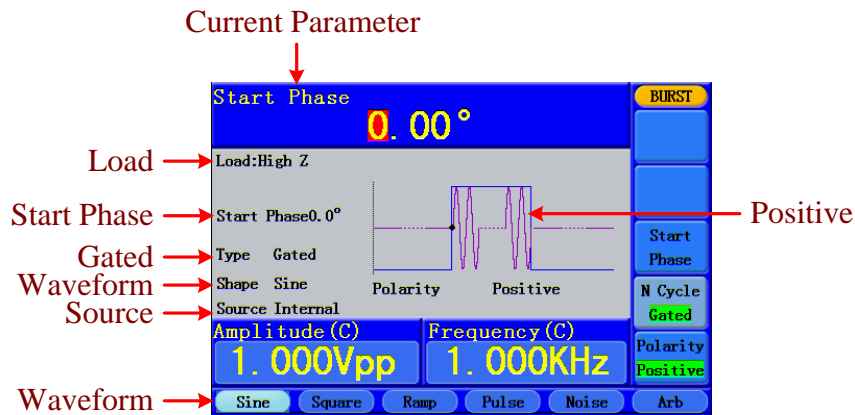 Current Parameter
Start Phase
BURST
0.00°
Load
Load:High Z
Start Phase
Start Phase0.0°
Positive
Start
Phase
Gated
Type Gated
Waveform
Shape Sine
Polarity Positive
N Cycle
Gated
Source
Source Internal
Amplitude(C)
Frequency(C)
1.000Vpp
1.000KHz
Polarity
Positive
Waveform
Sine
Square
Ramp
Pulse
Noise
Arb